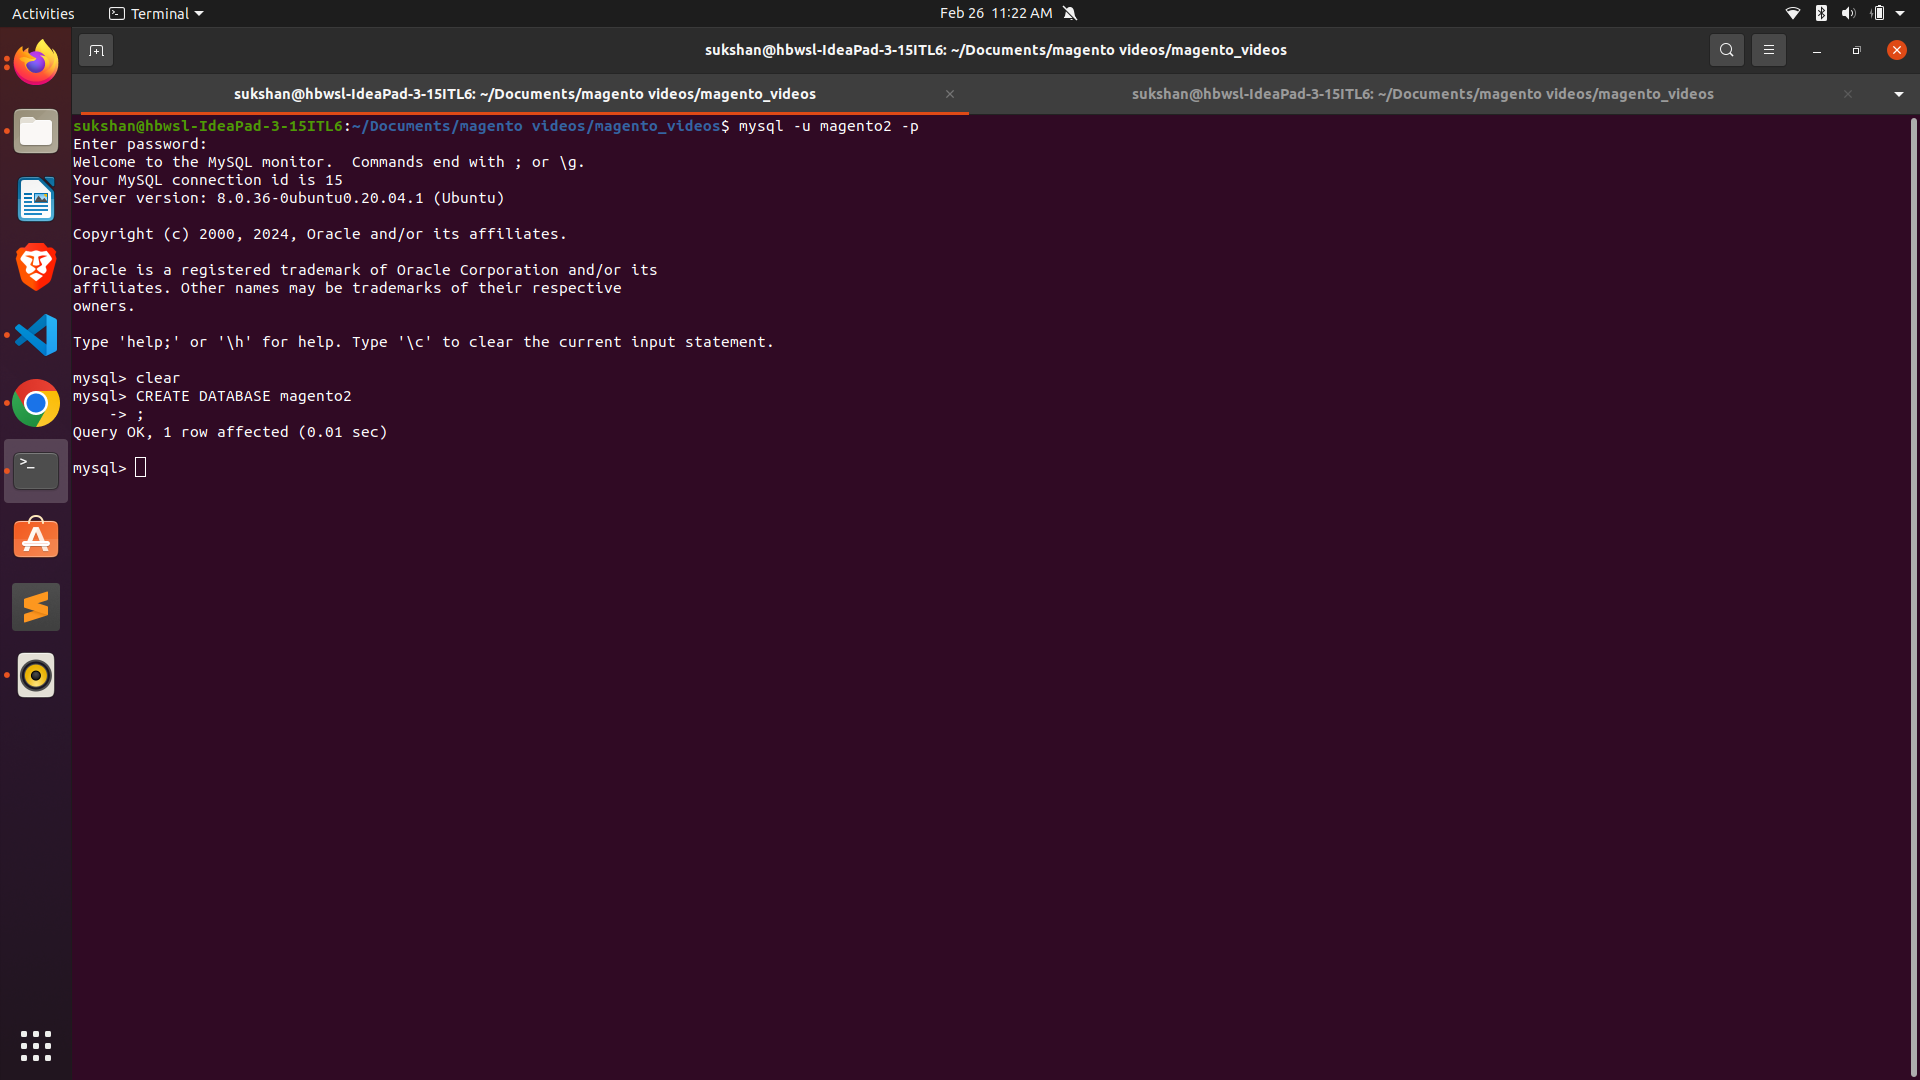 Activities
Terminal
Feb 26 11:22 AM
sukshan@hbwsl-IdeaPad-3-15ITL6: ~/Documents/magento videos/magento_videos
sukshan@hbwsl-IdeaPad-3-15ITL6: ~/Documents/magento videos/magento_videos
sukshan@hbwsl-IdeaPad-3-15ITL6: ~/Documents/magento videos/magento_videos
sukshan@hbwsl-IdeaPad-3-15ITL6:~/Documents/magento videos/magento_videos$ mysql -u magento2 -p
Enter password:
Welcome to the MySQL monitor.  Commands end with ; or \g.
Your MySQL connection id is 15
Server version: 8.0.36-0ubuntu0.20.04.1 (Ubuntu)
Copyright (c) 2000, 2024, Oracle and/or its affiliates.
Oracle is a registered trademark of Oracle Corporation and/or its
affiliates. Other names may be trademarks of their respective
owners.
Type 'help;' or '\h' for help. Type '\c' to clear the current input statement.
mysql> clear
mysql> CREATE DATABASE magento2
    -> ;
Query OK, 1 row affected (0.01 sec)
mysql>